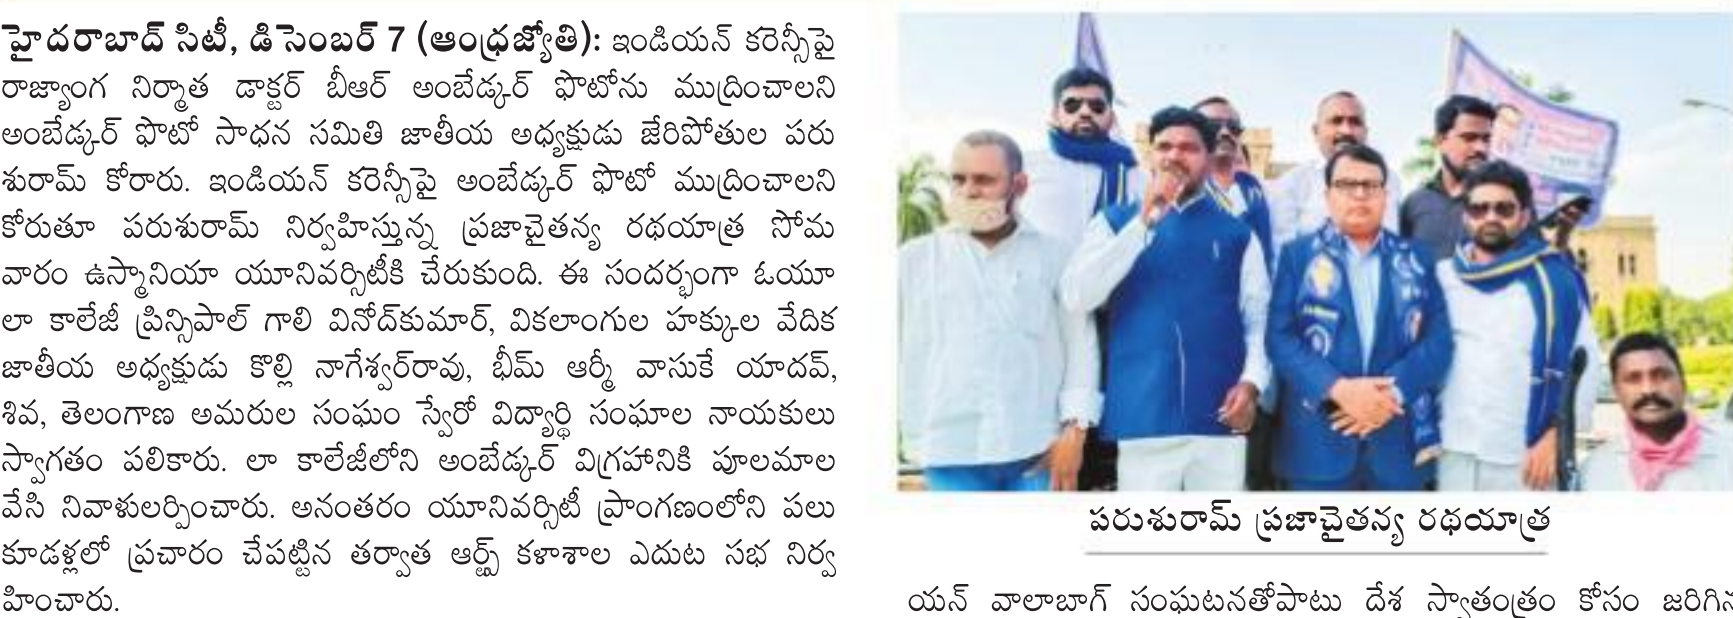 హైదరాబాద్ సిటీ, డిసెంబర్ 7 (ఆంధ్రజ్యోతి): ఇండియన్ కరెన్సీపై
రాజ్యాంగ నిర్మాత డాక్టర్ బీఆర్ అంబేడ్కర్ ఫొటోను ముద్రించాలని
అంబేడ్కర్ ఫొటో సాధన సమితి జాతీయ అధ్యక్షుడు జేరిపోతుల పరు
శురామ్ కోరారు. ఇండియన్ కరెన్సీపై అంబేడ్కర్ ఫొటో ముద్రించాలని
కోరుతూ పరుశురామ్ నిర్వహిస్తున్న ప్రజాచైతన్య రథయాత్ర సోమ
వారం ఉస్మానియా యూనివర్సిటీకి చేరుకుంది. ఈ సందర్భంగా ఓయూ
లా కాలేజీ ప్రిన్సిపాల్ గాలి వినోద్‌కుమార్, వికలాంగుల హక్కుల వేదిక
జాతీయ అధ్యక్షుడు కొల్లి నాగేశ్వర్‌రావు, భీమ్ ఆర్మీ వాసుకే యాదవ్,
శివ, తెలంగాణ అమరుల సంఘం స్వేరో విద్యార్థి సంఘాల నాయకులు
స్వాగతం పలికారు. లా కాలేజీలోని అంబేడ్కర్ విగ్రహానికి పూలమాల
వేసి నివాళులర్పించారు. అనంతరం యూనివర్సిటీ ప్రాంగణంలోని పలు
కూడళ్లలో ప్రచారం చేపట్టిన తర్వాత ఆర్ట్స్ కళాశాల ఎదుట సభ నిర్వ
హించారు.
పరుశురామ్ ప్రజాచైతన్య రథయాత్ర
యన్ వాలాబాగ్ సంఘటనతోపాటు దేశ స్వాతంత్రం కోసం జరిగిన